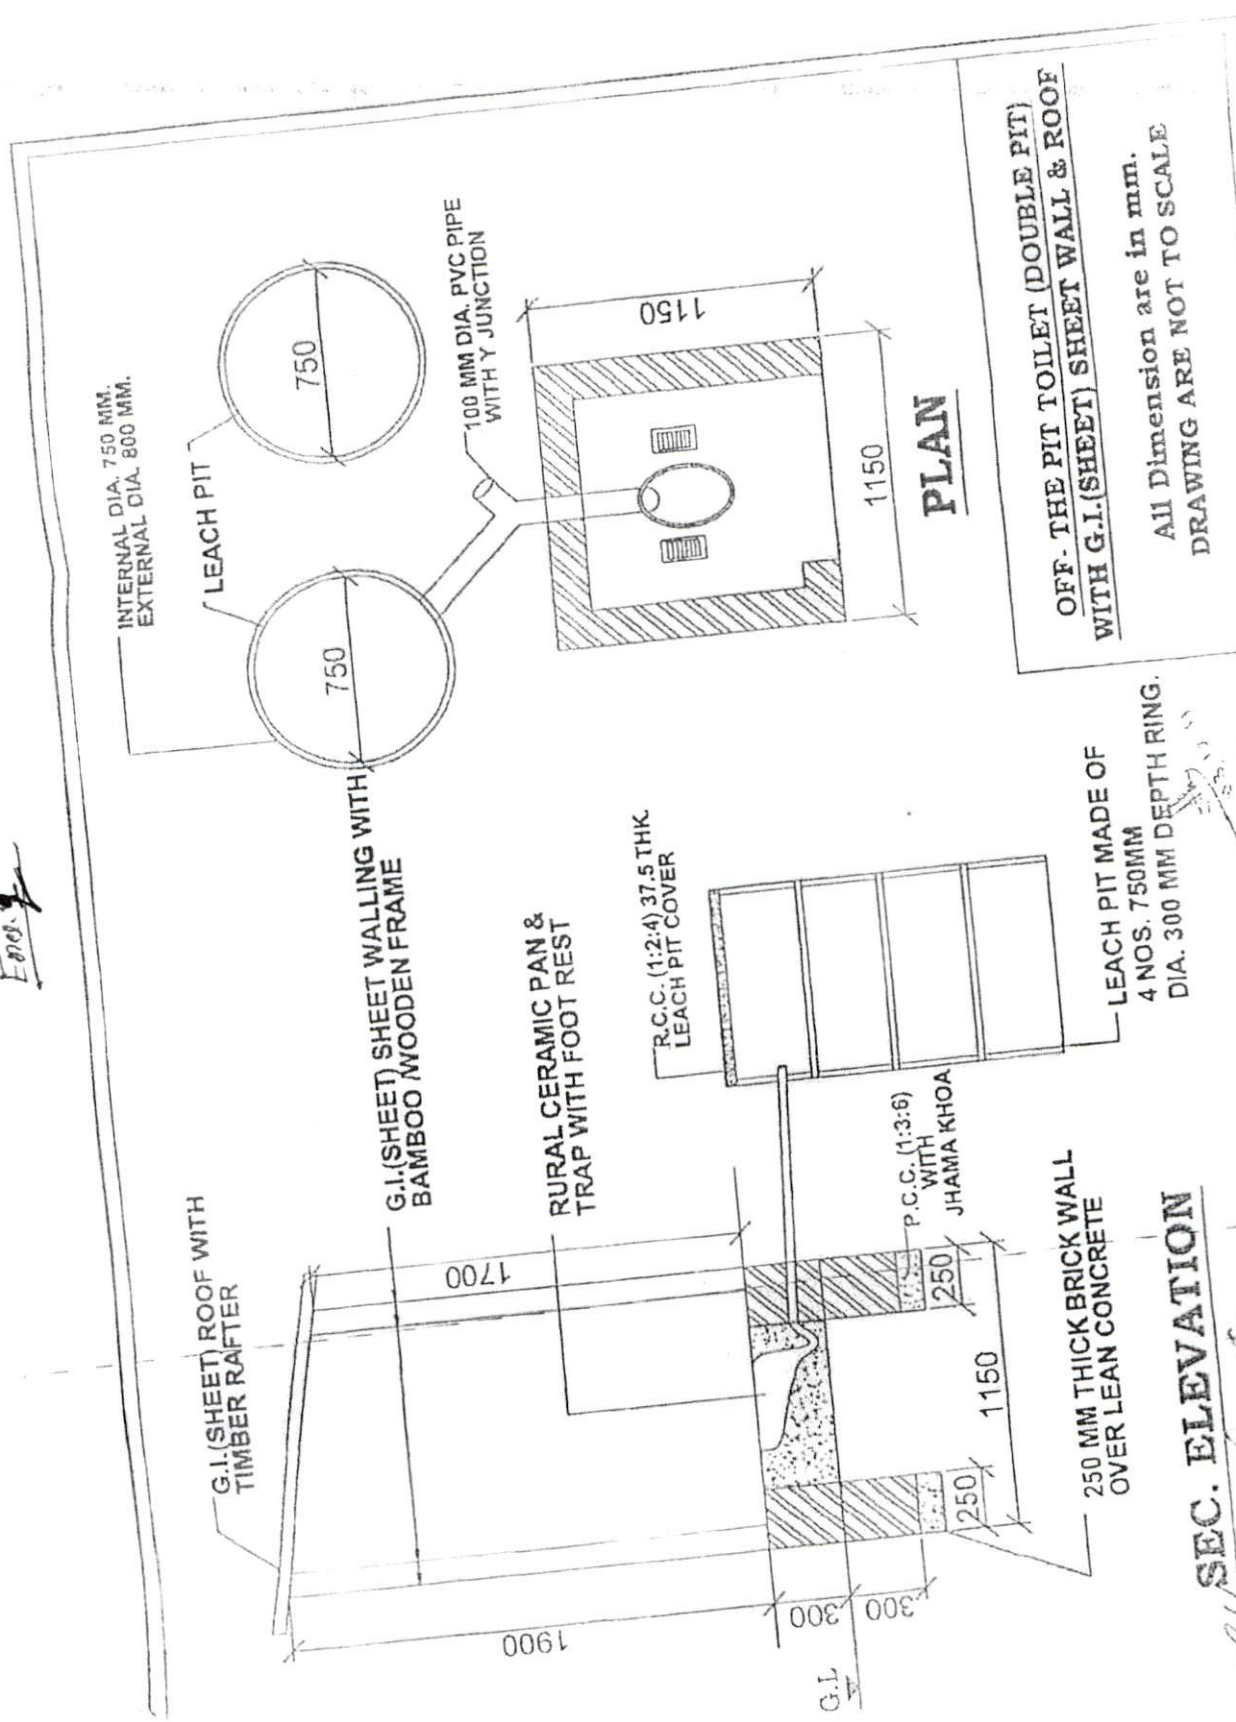 INTERNAL DIA. 750 MM.
EXTERNAL DIA. 800 MM.
LEACH PIT
750
750
100 MM DIA. PVC PIPE
WITH Y JUNCTION
1150
1150
PLAN
G.I.(SHEET) ROOF WITH
TIMBER RAFTER
G.I.(SHEET) SHEET WALLING WITH
BAMBOO /WOODEN FRAME
1700
1900
RURAL CERAMIC PAN &
TRAP WITH FOOT REST
R.C.C. (1:2:4) 37.5 THK.
LEACH PIT COVER
P.C.C. (1:3:6)
WITH
JHAMA KHOA
LEACH PIT MADE OF
4 NOS. 750MM
DIA. 300 MM DEPTH RING.
G.L
300
300
250
250
1150
250 MM THICK BRICK WALL
OVER LEAN CONCRETE
SEC. ELEVATION
OFF- THE PIT TOILET (DOUBLE PIT)
WITH G.I.(SHEET) SHEET WALL & ROOF
All Dimension are in mm.
DRAWING ARE NOT TO SCALE